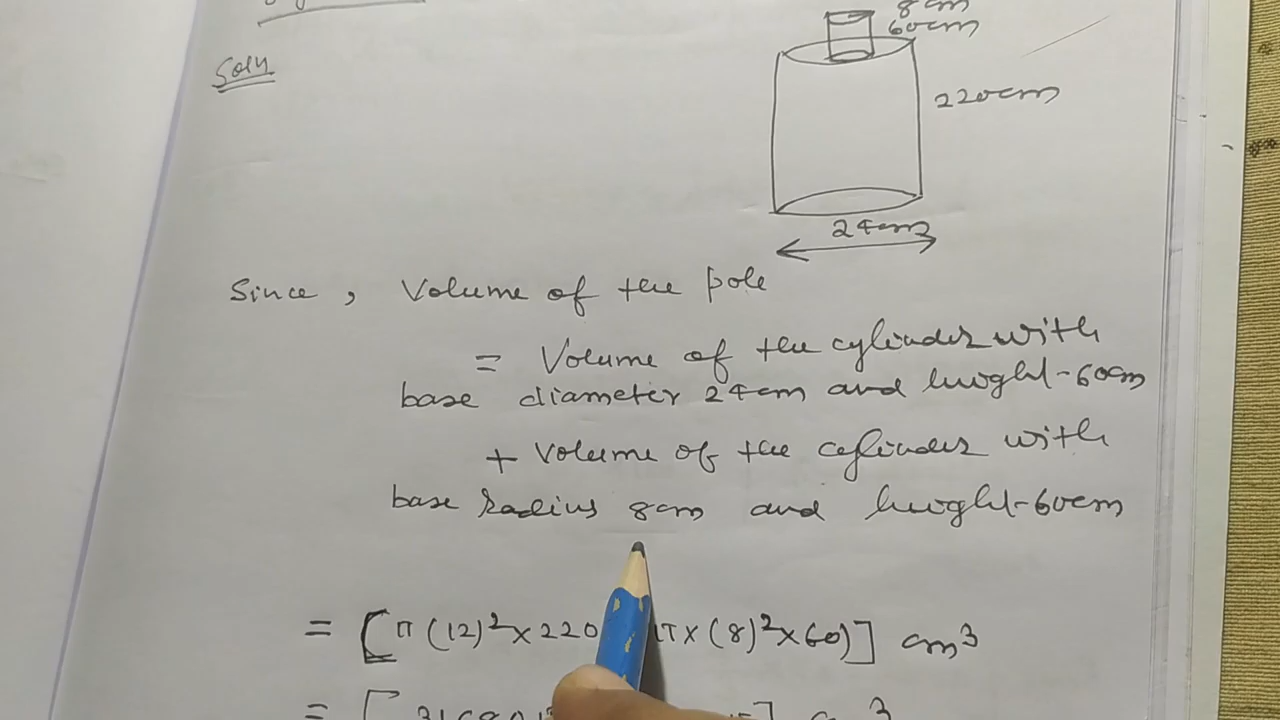 8cm
60cm
Soln
220cm
24cm
Since, Volume of the pole
= Volume of the cylinder with
base diameter 24cm and height-60cm
+ Volume of the cylinder with
base radius 8cm and height-60cm
= [π(12)²×220 π×(8)²×60)] cm³
= [